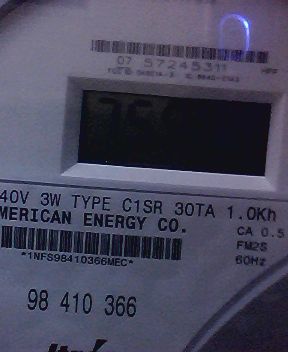 07 57245311
40V 3W TYPE C1SR 30TA 1.0Kh
MERICAN ENERGY CO.
CA 0.5
FM2S
60Hz
*1NFS98410366MEC*
98 410 366